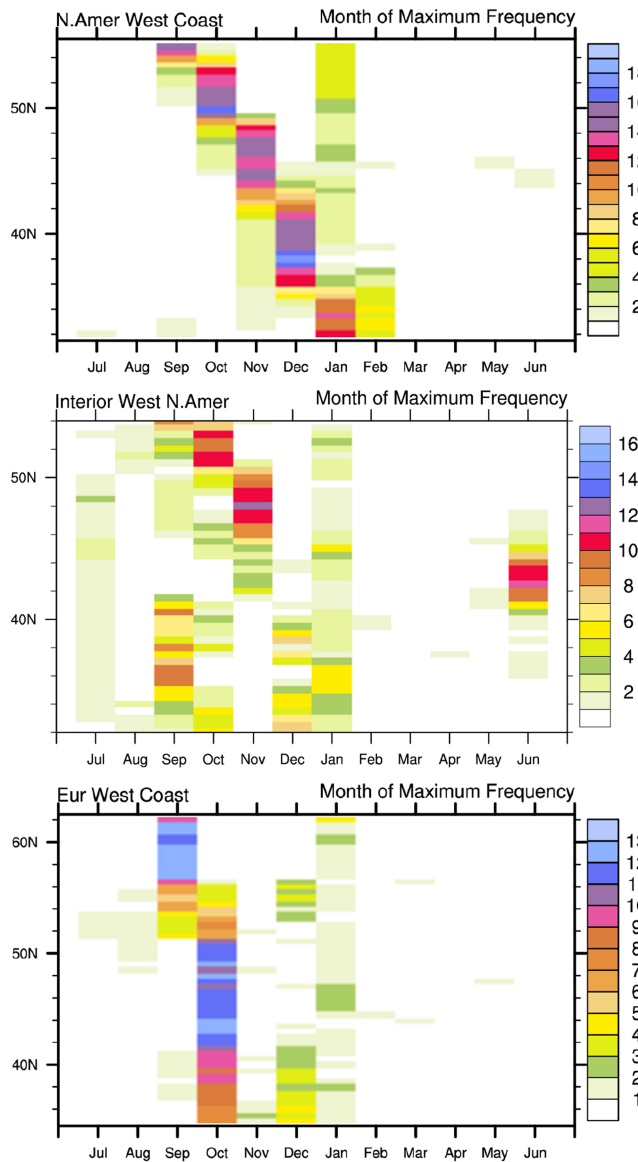 N.Amer West Coast Month of Maximum Frequency
50N
40N
18
16
14
12
10
8
6
4
2
Jul Aug Sep Oct Nov Dec Jan Feb Mar Apr May Jun
Interior West N.Amer Month of Maximum Frequency
50N
40N
16
14
12
10
8
6
4
2
Jul Aug Sep Oct Nov Dec Jan Feb Mar Apr May Jun
Eur West Coast Month of Maximum Frequency
60N
50N
40N
13
12
11
10
9
8
7
6
5
4
3
2
1
Jul Aug Sep Oct Nov Dec Jan Feb Mar Apr May Jun